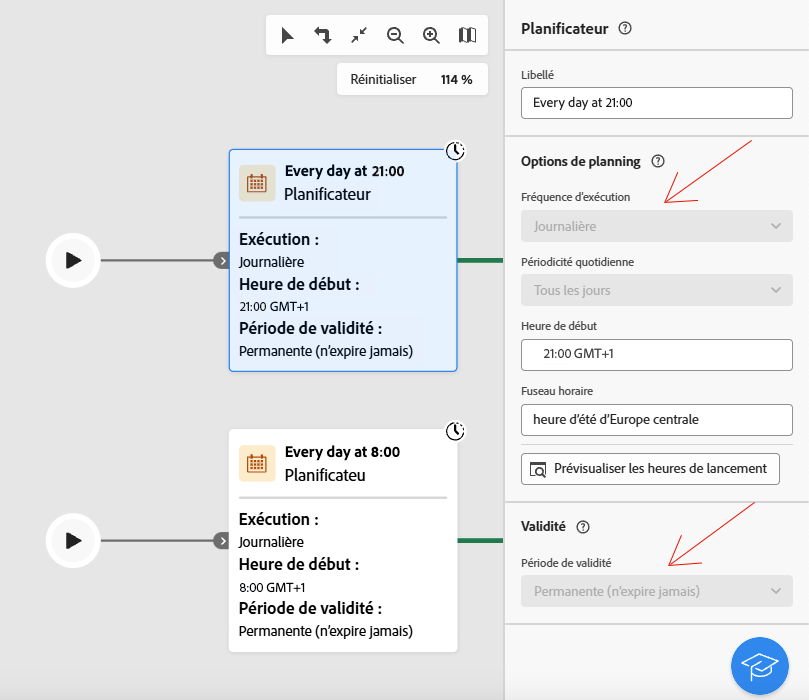 Réinitialiser 114 %
Every day at 21:00
Planificateur
Exécution :
Journalière
Heure de début :
21:00 GMT+1
Période de validité :
Permanente (n'expire jamais)
Every day at 8:00
Planificateu
Exécution :
Journalière
Heure de début :
8:00 GMT+1
Période de validité :
Permanente (n'expire jamais)
Planificateur
Libellé
Every day at 21:00
Options de planning
Fréquence d'exécution
Journalière
Périodicité quotidienne
Tous les jours
Heure de début
21:00 GMT+1
Fuseau horaire
heure d'été d'Europe centrale
Prévisualiser les heures de lancement
Validité
Période de validité
Permanente (n'expire jamais)